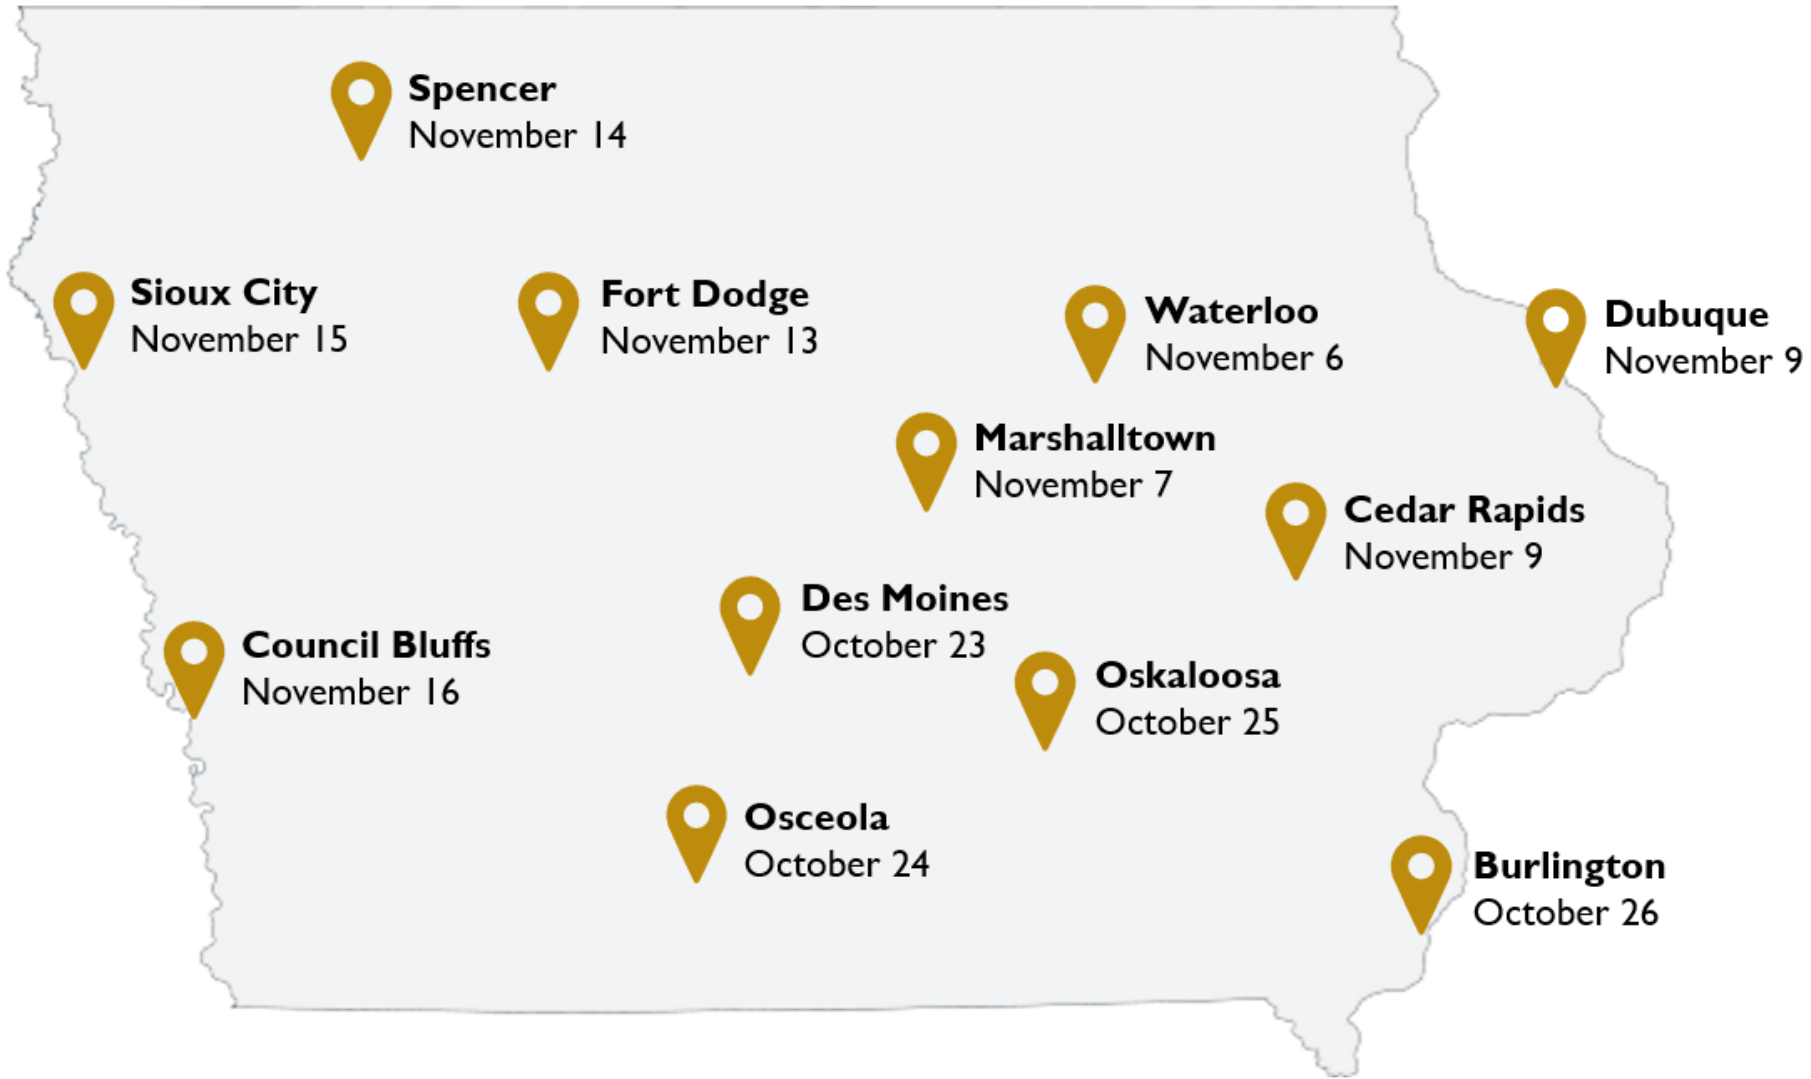 Spencer
November 14
Sioux City
November 15
Fort Dodge
November 13
Waterloo
November 6
Dubuque
November 9
Marshalltown
November 7
Cedar Rapids
November 9
Des Moines
October 23
Council Bluffs
November 16
Oskaloosa
October 25
Osceola
October 24
Burlington
October 26